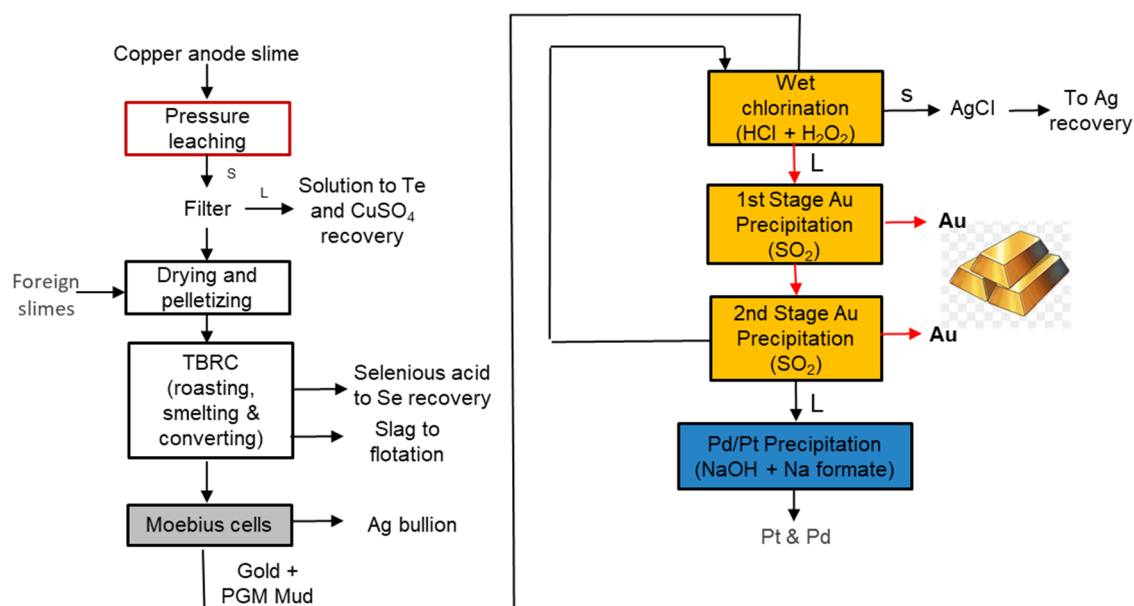 Copper anode slime
Pressure
leaching
S
L
Filter
Solution to Te
and CuSO₄
recovery
Foreign
slimes
Drying and
pelletizing
TBRC
(roasting,
smelting &
converting)
Selenious acid
to Se recovery
Slag to
flotation
Moebius cells
Ag bullion
Gold +
PGM Mud
Wet
chlorination
(HCl + H₂O₂)
S
AgCl
To Ag
recovery
L
1st Stage Au
Precipitation
(SO₂)
Au
2nd Stage Au
Precipitation
(SO₂)
Au
L
Pd/Pt Precipitation
(NaOH + Na formate)
Pt & Pd